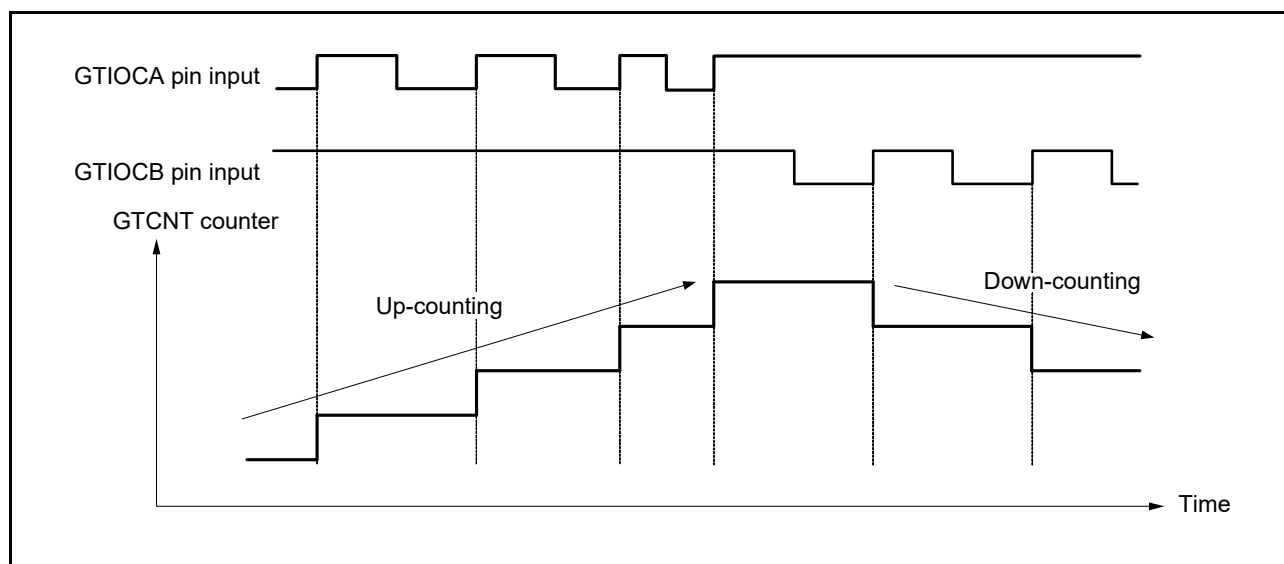 GTIOCA pin input
GTIOCB pin input
GTCNT counter
Up-counting
Down-counting
Time